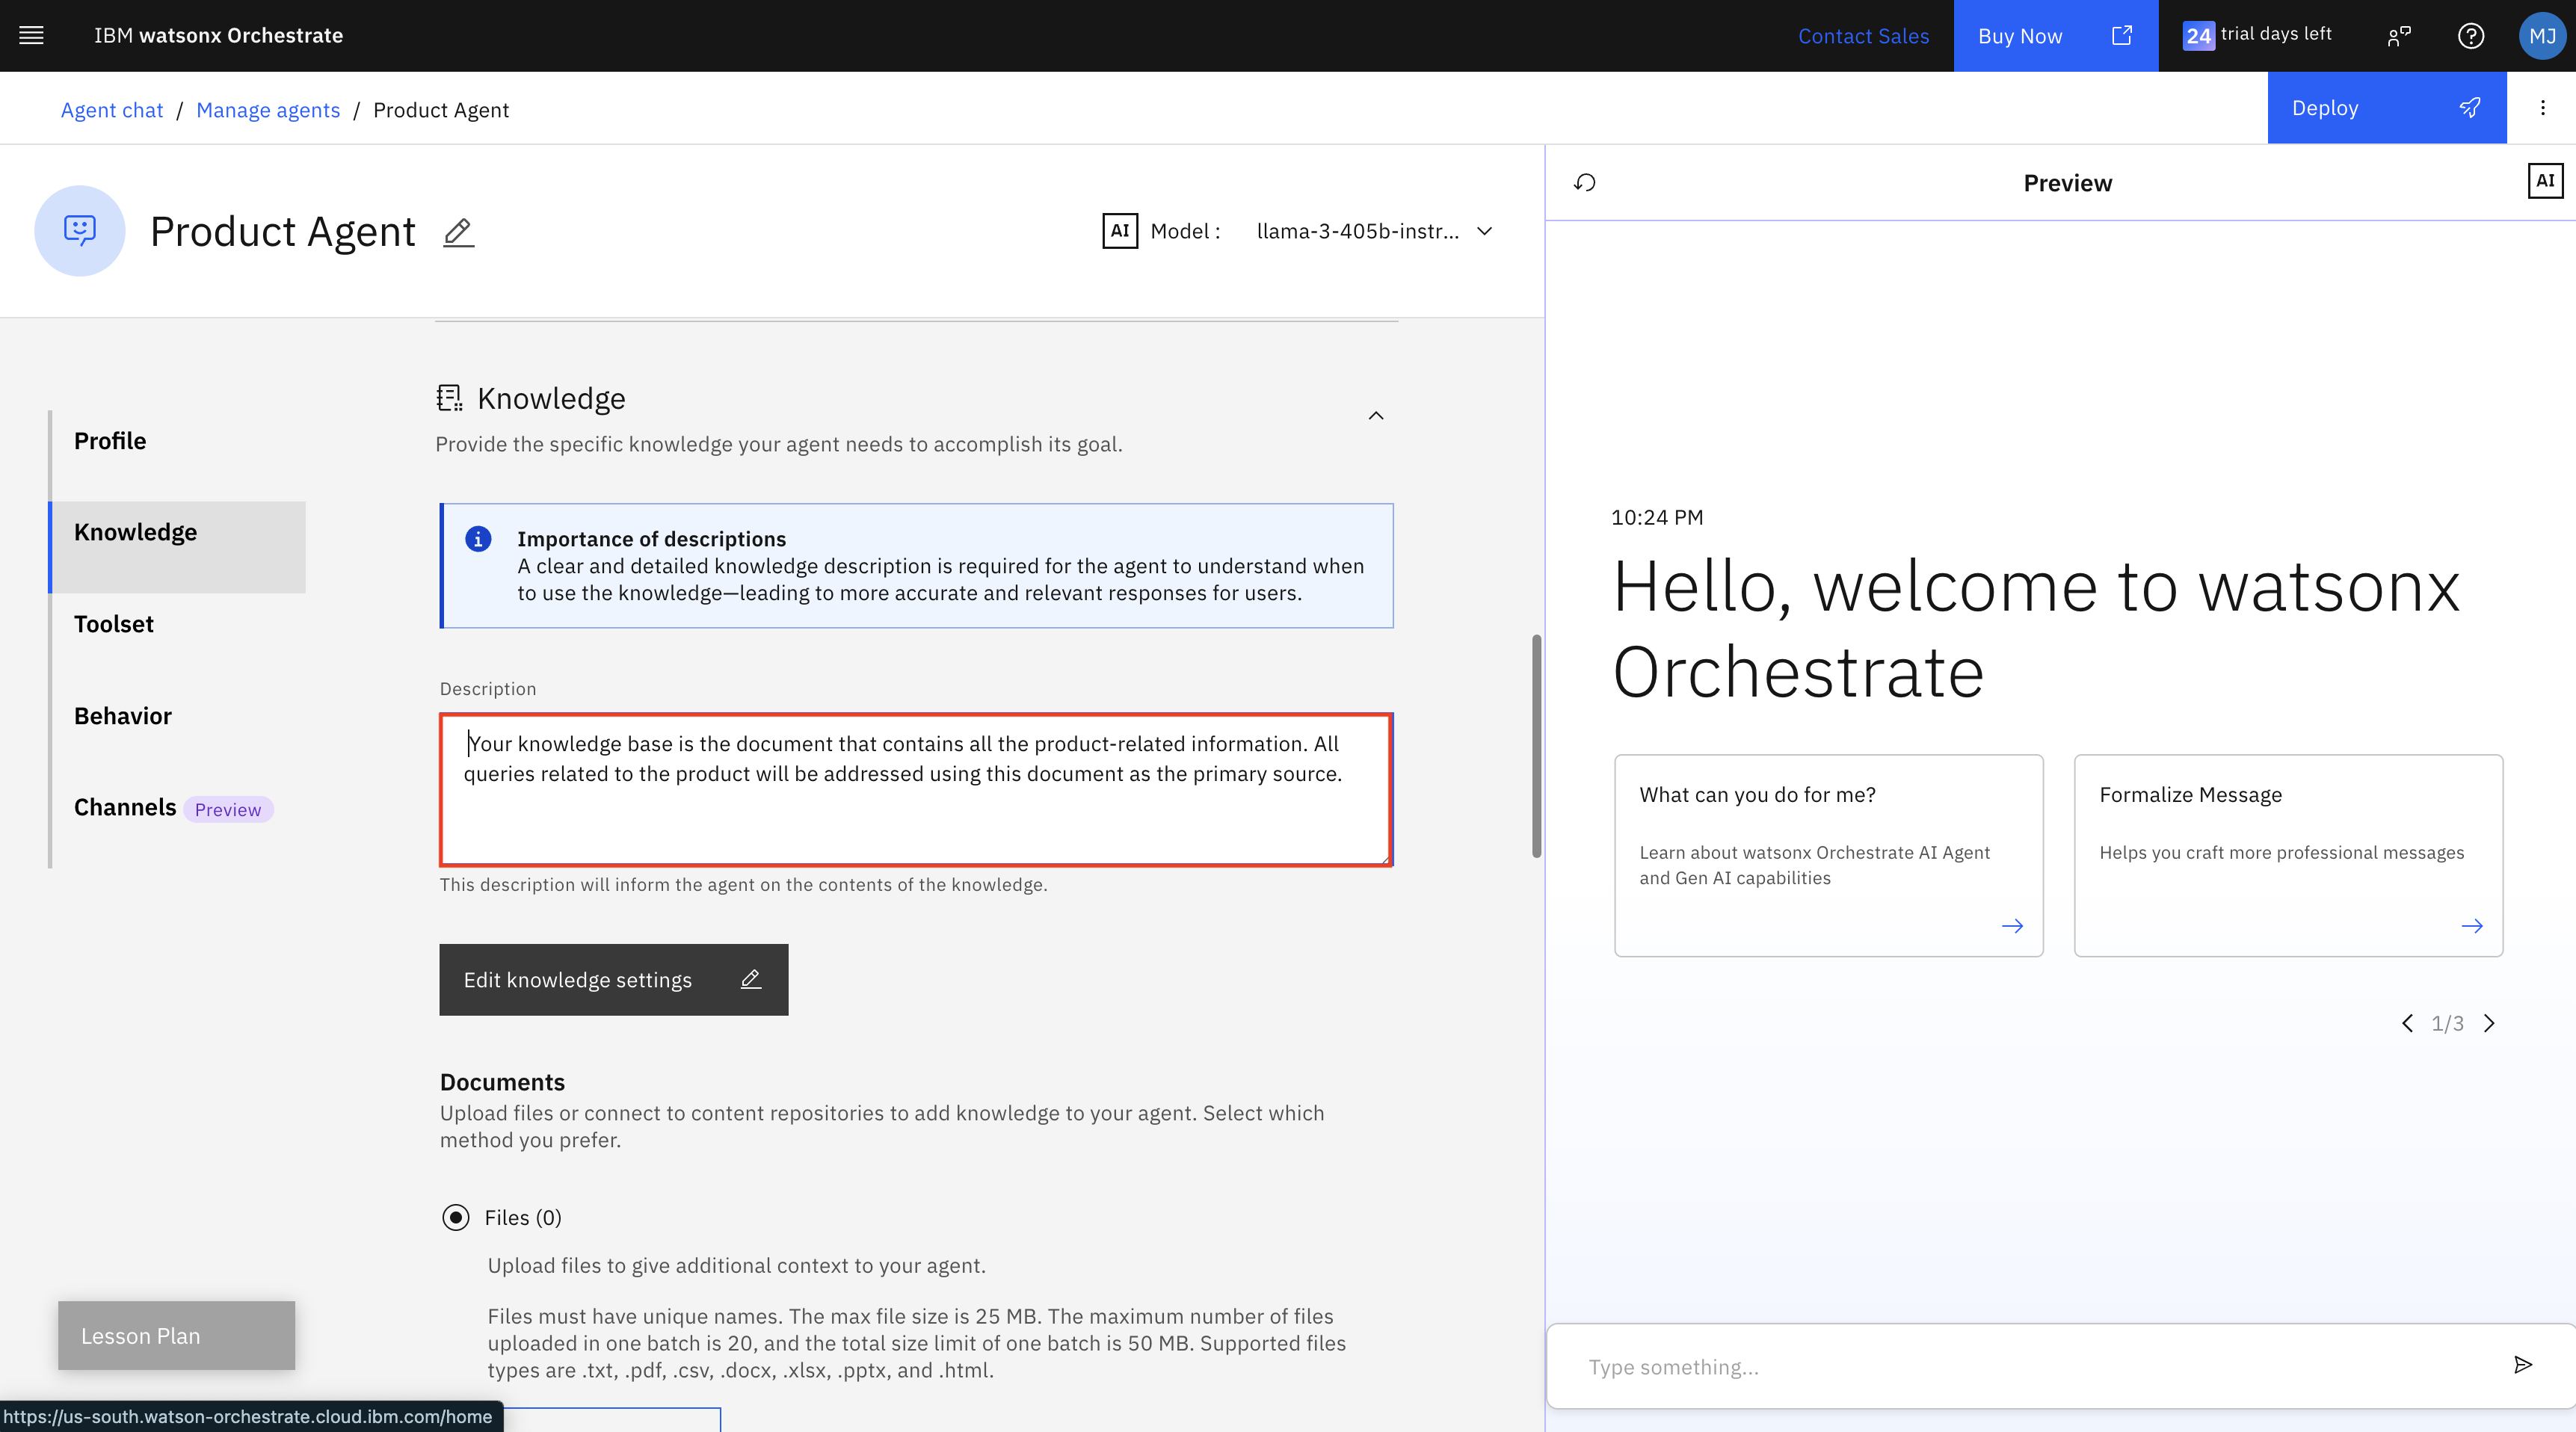 IBM watsonx Orchestrate
Contact Sales
Buy Now
24 trial days left
MJ
Agent chat / Manage agents / Product Agent
Deploy
Product Agent
AI Model : llama-3-405b-instr...
Preview
AI
Profile
Knowledge
Toolset
Behavior
Channels Preview
Lesson Plan
https://us-south.watson-orchestrate.cloud.ibm.com/home
Knowledge
Provide the specific knowledge your agent needs to accomplish its goal.
Importance of descriptions
A clear and detailed knowledge description is required for the agent to understand when
to use the knowledge—leading to more accurate and relevant responses for users.
Description
Your knowledge base is the document that contains all the product-related information. All
queries related to the product will be addressed using this document as the primary source.
This description will inform the agent on the contents of the knowledge.
Edit knowledge settings
Documents
Upload files or connect to content repositories to add knowledge to your agent. Select which
method you prefer.
Files (0)
Upload files to give additional context to your agent.
Files must have unique names. The max file size is 25 MB. The maximum number of files
uploaded in one batch is 20, and the total size limit of one batch is 50 MB. Supported files
types are .txt, .pdf, .csv, .docx, .xlsx, .pptx, and .html.
10:24 PM
Hello, welcome to watsonx
Orchestrate
What can you do for me?
Learn about watsonx Orchestrate AI Agent
and Gen AI capabilities
Formalize Message
Helps you craft more professional messages
1/3
Type something...